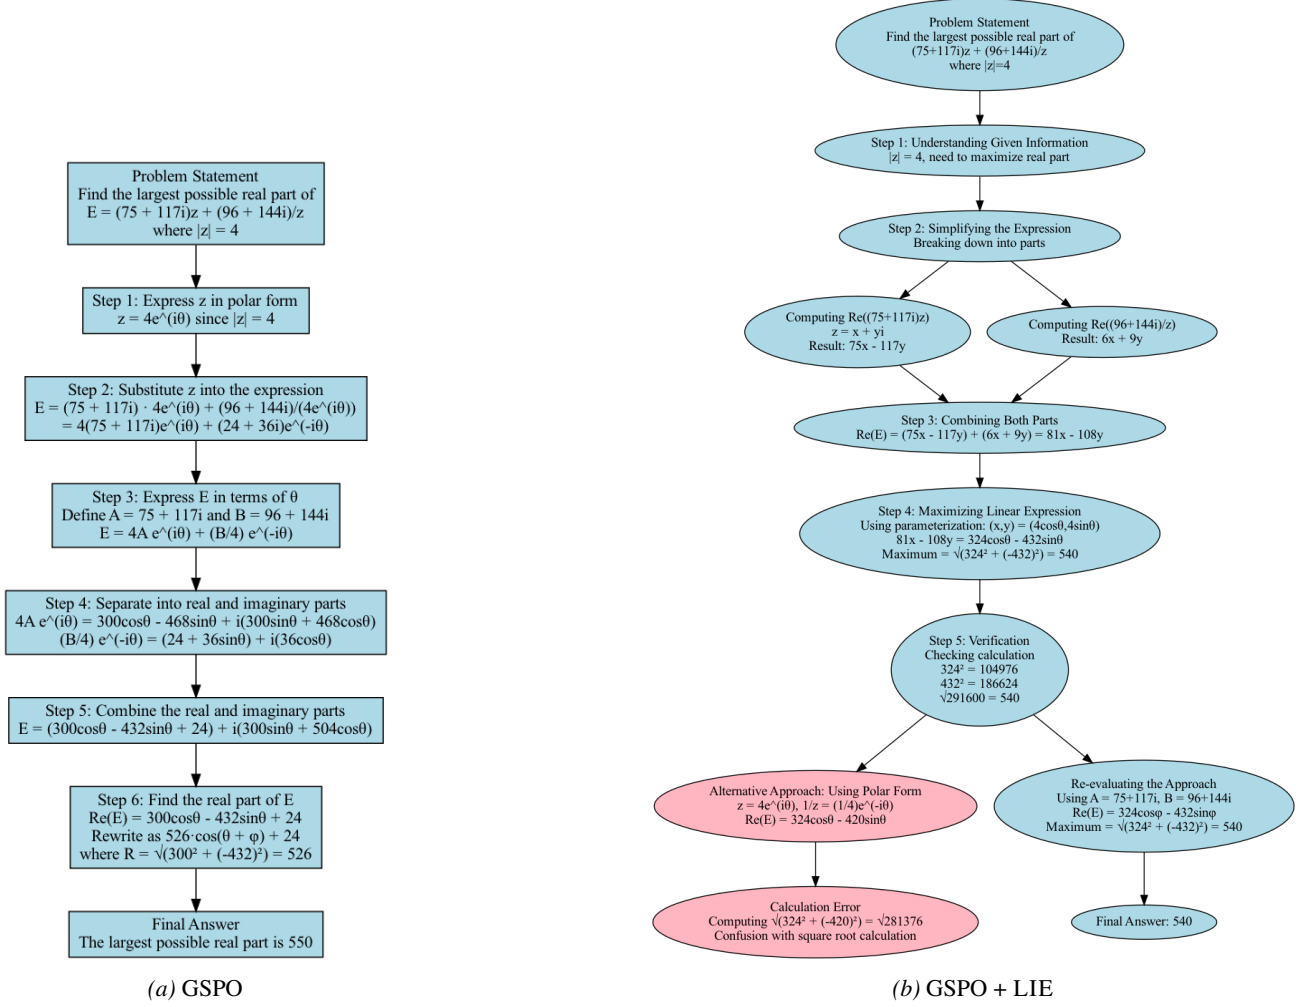 Problem Statement
Find the largest possible real part of
E = (75 + 117i)z + (96 + 144i)/z
where |z| = 4
Step 1: Express z in polar form
z = 4e^(iθ) since |z| = 4
Step 2: Substitute z into the expression
E = (75 + 117i) · 4e^(iθ) + (96 + 144i)/(4e^(iθ))
= 4(75 + 117i)e^(iθ) + (24 + 36i)e^(-iθ)
Step 3: Express E in terms of θ
Define A = 75 + 117i and B = 96 + 144i
E = 4A e^(iθ) + (B/4) e^(-iθ)
Step 4: Separate into real and imaginary parts
4A e^(iθ) = 300cosθ - 468sinθ + i(300sinθ + 468cosθ)
(B/4) e^(-iθ) = (24 + 36sinθ) + i(36cosθ)
Step 5: Combine the real and imaginary parts
E = (300cosθ - 432sinθ + 24) + i(300sinθ + 504cosθ)
Step 6: Find the real part of E
Re(E) = 300cosθ - 432sinθ + 24
Rewrite as 526·cos(θ + φ) + 24
where R = √(300² + (-432)²) = 526
Final Answer
The largest possible real part is 550
(a) GSPO
Problem Statement
Find the largest possible real part of
(75+117i)z + (96+144i)/z
where |z|=4
Step 1: Understanding Given Information
|z| = 4, need to maximize real part
Step 2: Simplifying the Expression
Breaking down into parts
Computing Re((75+117i)z)
z = x + yi
Result: 75x - 117y
Computing Re((96+144i)/z)
Result: 6x + 9y
Step 3: Combining Both Parts
Re(E) = (75x - 117y) + (6x + 9y) = 81x - 108y
Step 4: Maximizing Linear Expression
Using parameterization: (x,y) = (4cosθ,4sinθ)
81x - 108y = 324cosθ - 432sinθ
Maximum = √(324² + (-432)²) = 540
Step 5: Verification
Checking calculation
324² = 104976
432² = 186624
√291600 = 540
Alternative Approach: Using Polar Form
z = 4e^(iθ), 1/z = (1/4)e^(-iθ)
Re(E) = 324cosθ - 420sinθ
Calculation Error
Computing √(324² + (-420)²) = √281376
Confusion with square root calculation
Re-evaluating the Approach
Using A = 75+117i, B = 96+144i
Re(E) = 324cosφ - 432sinφ
Maximum = √(324² + (-432)²) = 540
Final Answer: 540
(b) GSPO + LIE